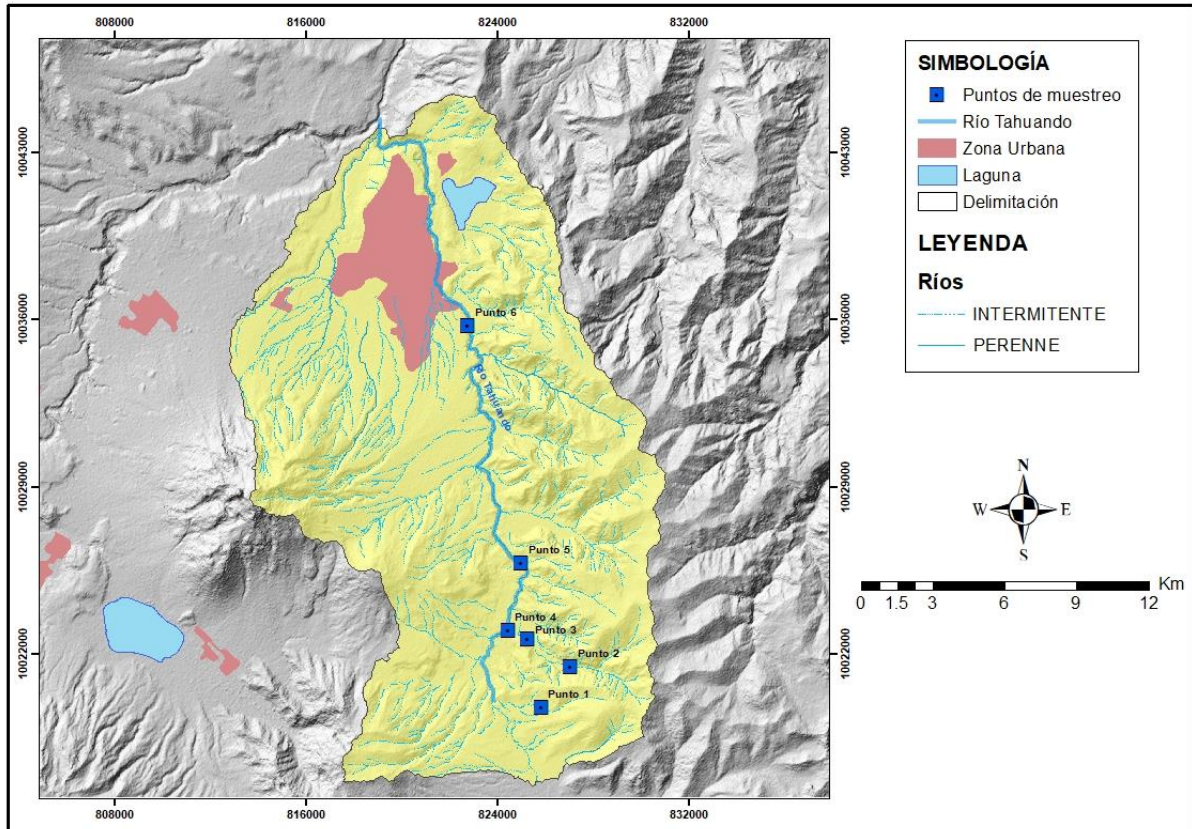 808000
816000
824000
832000
10043000
10036000
10029000
10022000
10043000
10036000
10029000
10022000
808000
816000
824000
832000
Punto 6
Río Tahuando
Punto 5
Punto 4
Punto 3
Punto 2
Punto 1
SIMBOLOGÍA
Puntos de muestreo
Río Tahuando
Zona Urbana
Laguna
Delimitación
LEYENDA
Ríos
INTERMITENTE
PERENNE
N
W
E
S
0 1.5 3 6 9 12 Km